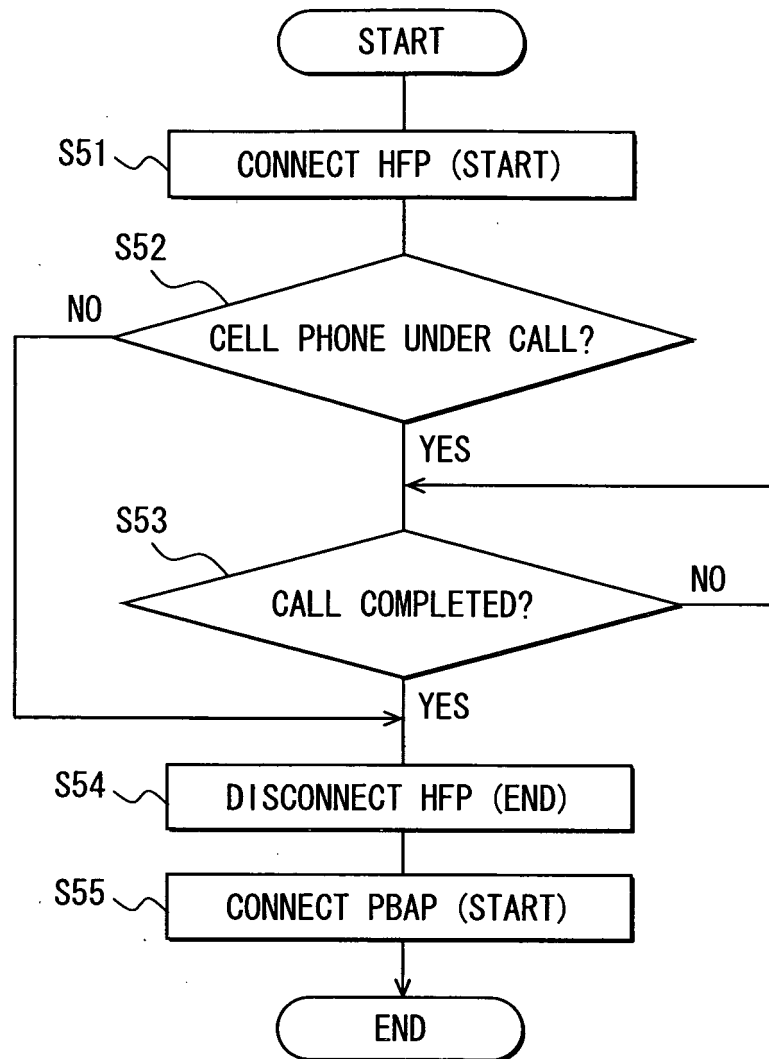 START
S51
CONNECT HFP (START)
S52
NO
CELL PHONE UNDER CALL?
YES
S53
NO
CALL COMPLETED?
YES
S54
DISCONNECT HFP (END)
S55
CONNECT PBAP (START)
END